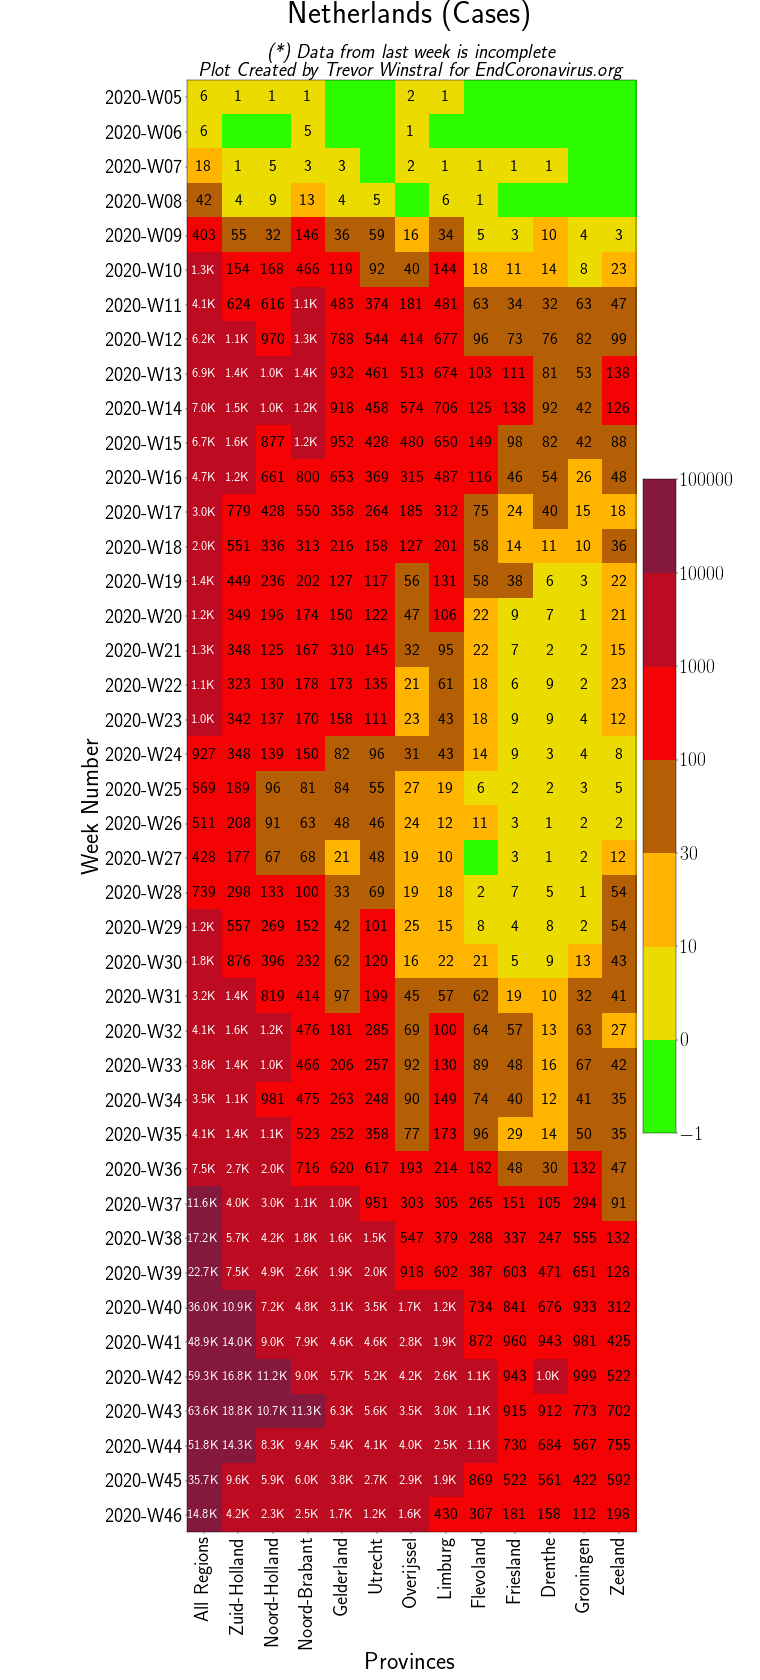 Netherlands (Cases)
(*) Data from last week is incomplete
Plot Created by Trevor Winstral for EndCoronavirus.org
2020-W05 6 1 1 1 2 1
2020-W06 6 5 1
2020-W07 18 1 5 3 3 2 1 1 1 1
2020-W08 42 4 9 13 4 5 6 1
2020-W09 403 55 32 146 36 59 16 34 5 3 10 4 3
2020-W10 1.3K 154 168 466 119 92 40 144 18 11 14 8 23
2020-W11 4.1K 624 616 1.1K 483 374 181 481 63 34 32 63 47
2020-W12 6.2K 1.1K 970 1.3K 788 544 414 677 96 73 76 82 99
2020-W13 6.9K 1.4K 1.0K 1.4K 932 461 513 674 103 111 81 53 138
2020-W14 7.0K 1.5K 1.0K 1.2K 918 458 574 706 125 138 92 42 126
2020-W15 6.7K 1.6K 877 1.2K 952 428 480 650 149 98 82 42 88
2020-W16 4.7K 1.2K 661 800 653 369 315 487 116 46 54 26 48
2020-W17 3.0K 779 428 550 358 264 185 312 75 24 40 15 18
2020-W18 2.0K 551 336 313 216 158 127 201 58 14 11 10 36
2020-W19 1.4K 449 236 202 127 117 56 131 58 38 6 3 22
2020-W20 1.2K 349 196 174 150 122 47 106 22 9 7 1 21
2020-W21 1.3K 348 125 167 310 145 32 95 22 7 2 2 15
2020-W22 1.1K 323 130 178 173 135 21 61 18 6 9 2 23
2020-W23 1.0K 342 137 170 158 111 23 43 18 9 9 4 12
2020-W24 927 348 139 150 82 96 31 43 14 9 3 4 8
2020-W25 569 189 96 81 84 55 27 19 6 2 2 3 5
2020-W26 511 208 91 63 48 46 24 12 11 3 1 2 2
2020-W27 428 177 67 68 21 48 19 10 3 1 2 12
2020-W28 739 298 133 100 33 69 19 18 2 7 5 1 54
2020-W29 1.2K 557 269 152 42 101 25 15 8 4 8 2 54
2020-W30 1.8K 876 396 232 62 120 16 22 21 5 9 13 43
2020-W31 3.2K 1.4K 819 414 97 199 45 57 62 19 10 32 41
2020-W32 4.1K 1.6K 1.2K 476 181 285 69 100 64 57 13 63 27
2020-W33 3.8K 1.4K 1.0K 466 206 257 92 130 89 48 16 67 42
2020-W34 3.5K 1.1K 981 475 263 248 90 149 74 40 12 41 35
2020-W35 4.1K 1.4K 1.1K 523 252 358 77 173 96 29 14 50 35
2020-W36 7.5K 2.7K 2.0K 716 620 617 193 214 182 48 30 132 47
2020-W37 11.6K 4.0K 3.0K 1.1K 1.0K 951 303 305 265 151 105 294 91
2020-W38 17.2K 5.7K 4.2K 1.8K 1.6K 1.5K 547 379 288 337 247 555 132
2020-W39 22.7K 7.5K 4.9K 2.6K 1.9K 2.0K 918 602 387 603 471 651 128
2020-W40 36.0K 10.9K 7.2K 4.8K 3.1K 3.5K 1.7K 1.2K 734 841 676 933 312
2020-W41 48.9K 14.0K 9.0K 7.9K 4.6K 4.6K 2.8K 1.9K 872 960 943 981 425
2020-W42 59.3K 16.8K 11.2K 9.0K 5.7K 5.2K 4.2K 2.6K 1.1K 943 1.0K 999 522
2020-W43 63.6K 18.8K 10.7K 11.3K 6.3K 5.6K 3.5K 3.0K 1.1K 915 912 773 702
2020-W44 51.8K 14.3K 8.3K 9.4K 5.4K 4.1K 4.0K 2.5K 1.1K 730 684 567 755
2020-W45 35.7K 9.6K 5.9K 6.0K 3.8K 2.7K 2.9K 1.9K 869 522 561 422 592
2020-W46 14.8K 4.2K 2.3K 2.5K 1.7K 1.2K 1.6K 430 307 181 158 112 198
Week Number
All Regions
Zuid-Holland
Noord-Holland
Noord-Brabant
Gelderland
Utrecht
Overijssel
Limburg
Flevoland
Friesland
Drenthe
Groningen
Zeeland
Provinces
100000
10000
1000
100
30
10
0
−1